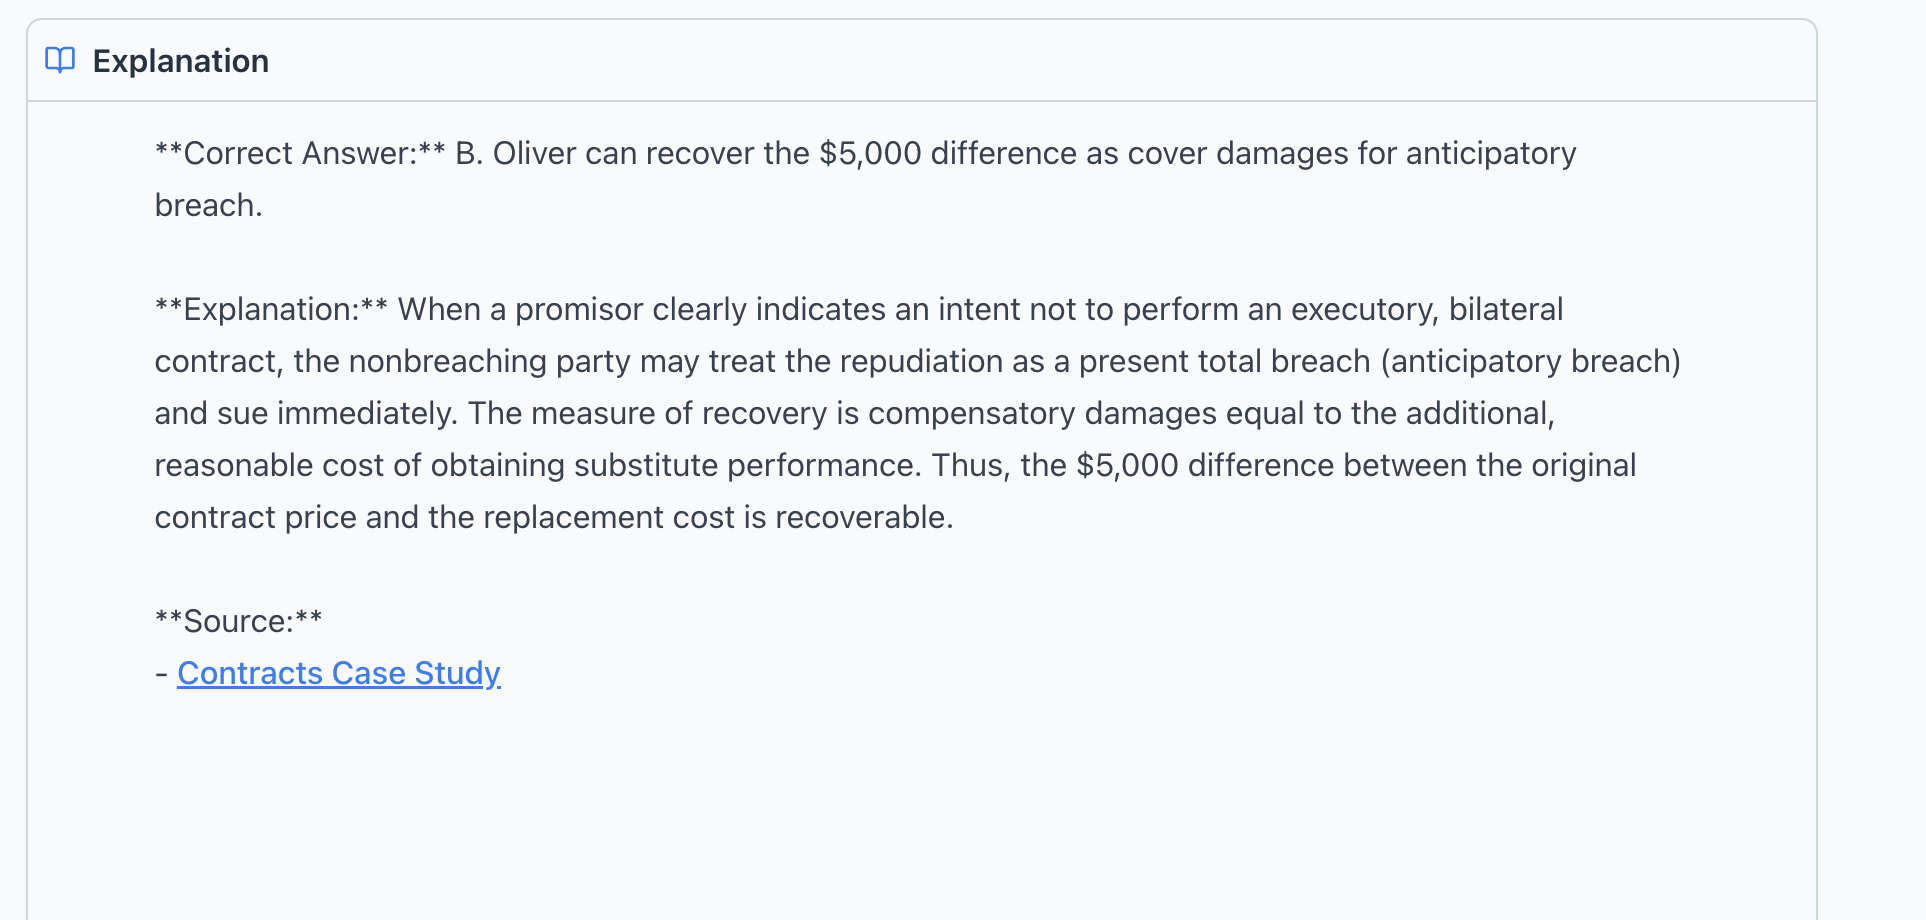 Explanation
**Correct Answer:** B. Oliver can recover the $5,000 difference as cover damages for anticipatory
breach.
**Explanation:** When a promisor clearly indicates an intent not to perform an executory, bilateral
contract, the nonbreaching party may treat the repudiation as a present total breach (anticipatory breach)
and sue immediately. The measure of recovery is compensatory damages equal to the additional,
reasonable cost of obtaining substitute performance. Thus, the $5,000 difference between the original
contract price and the replacement cost is recoverable.
**Source:**
- Contracts Case Study